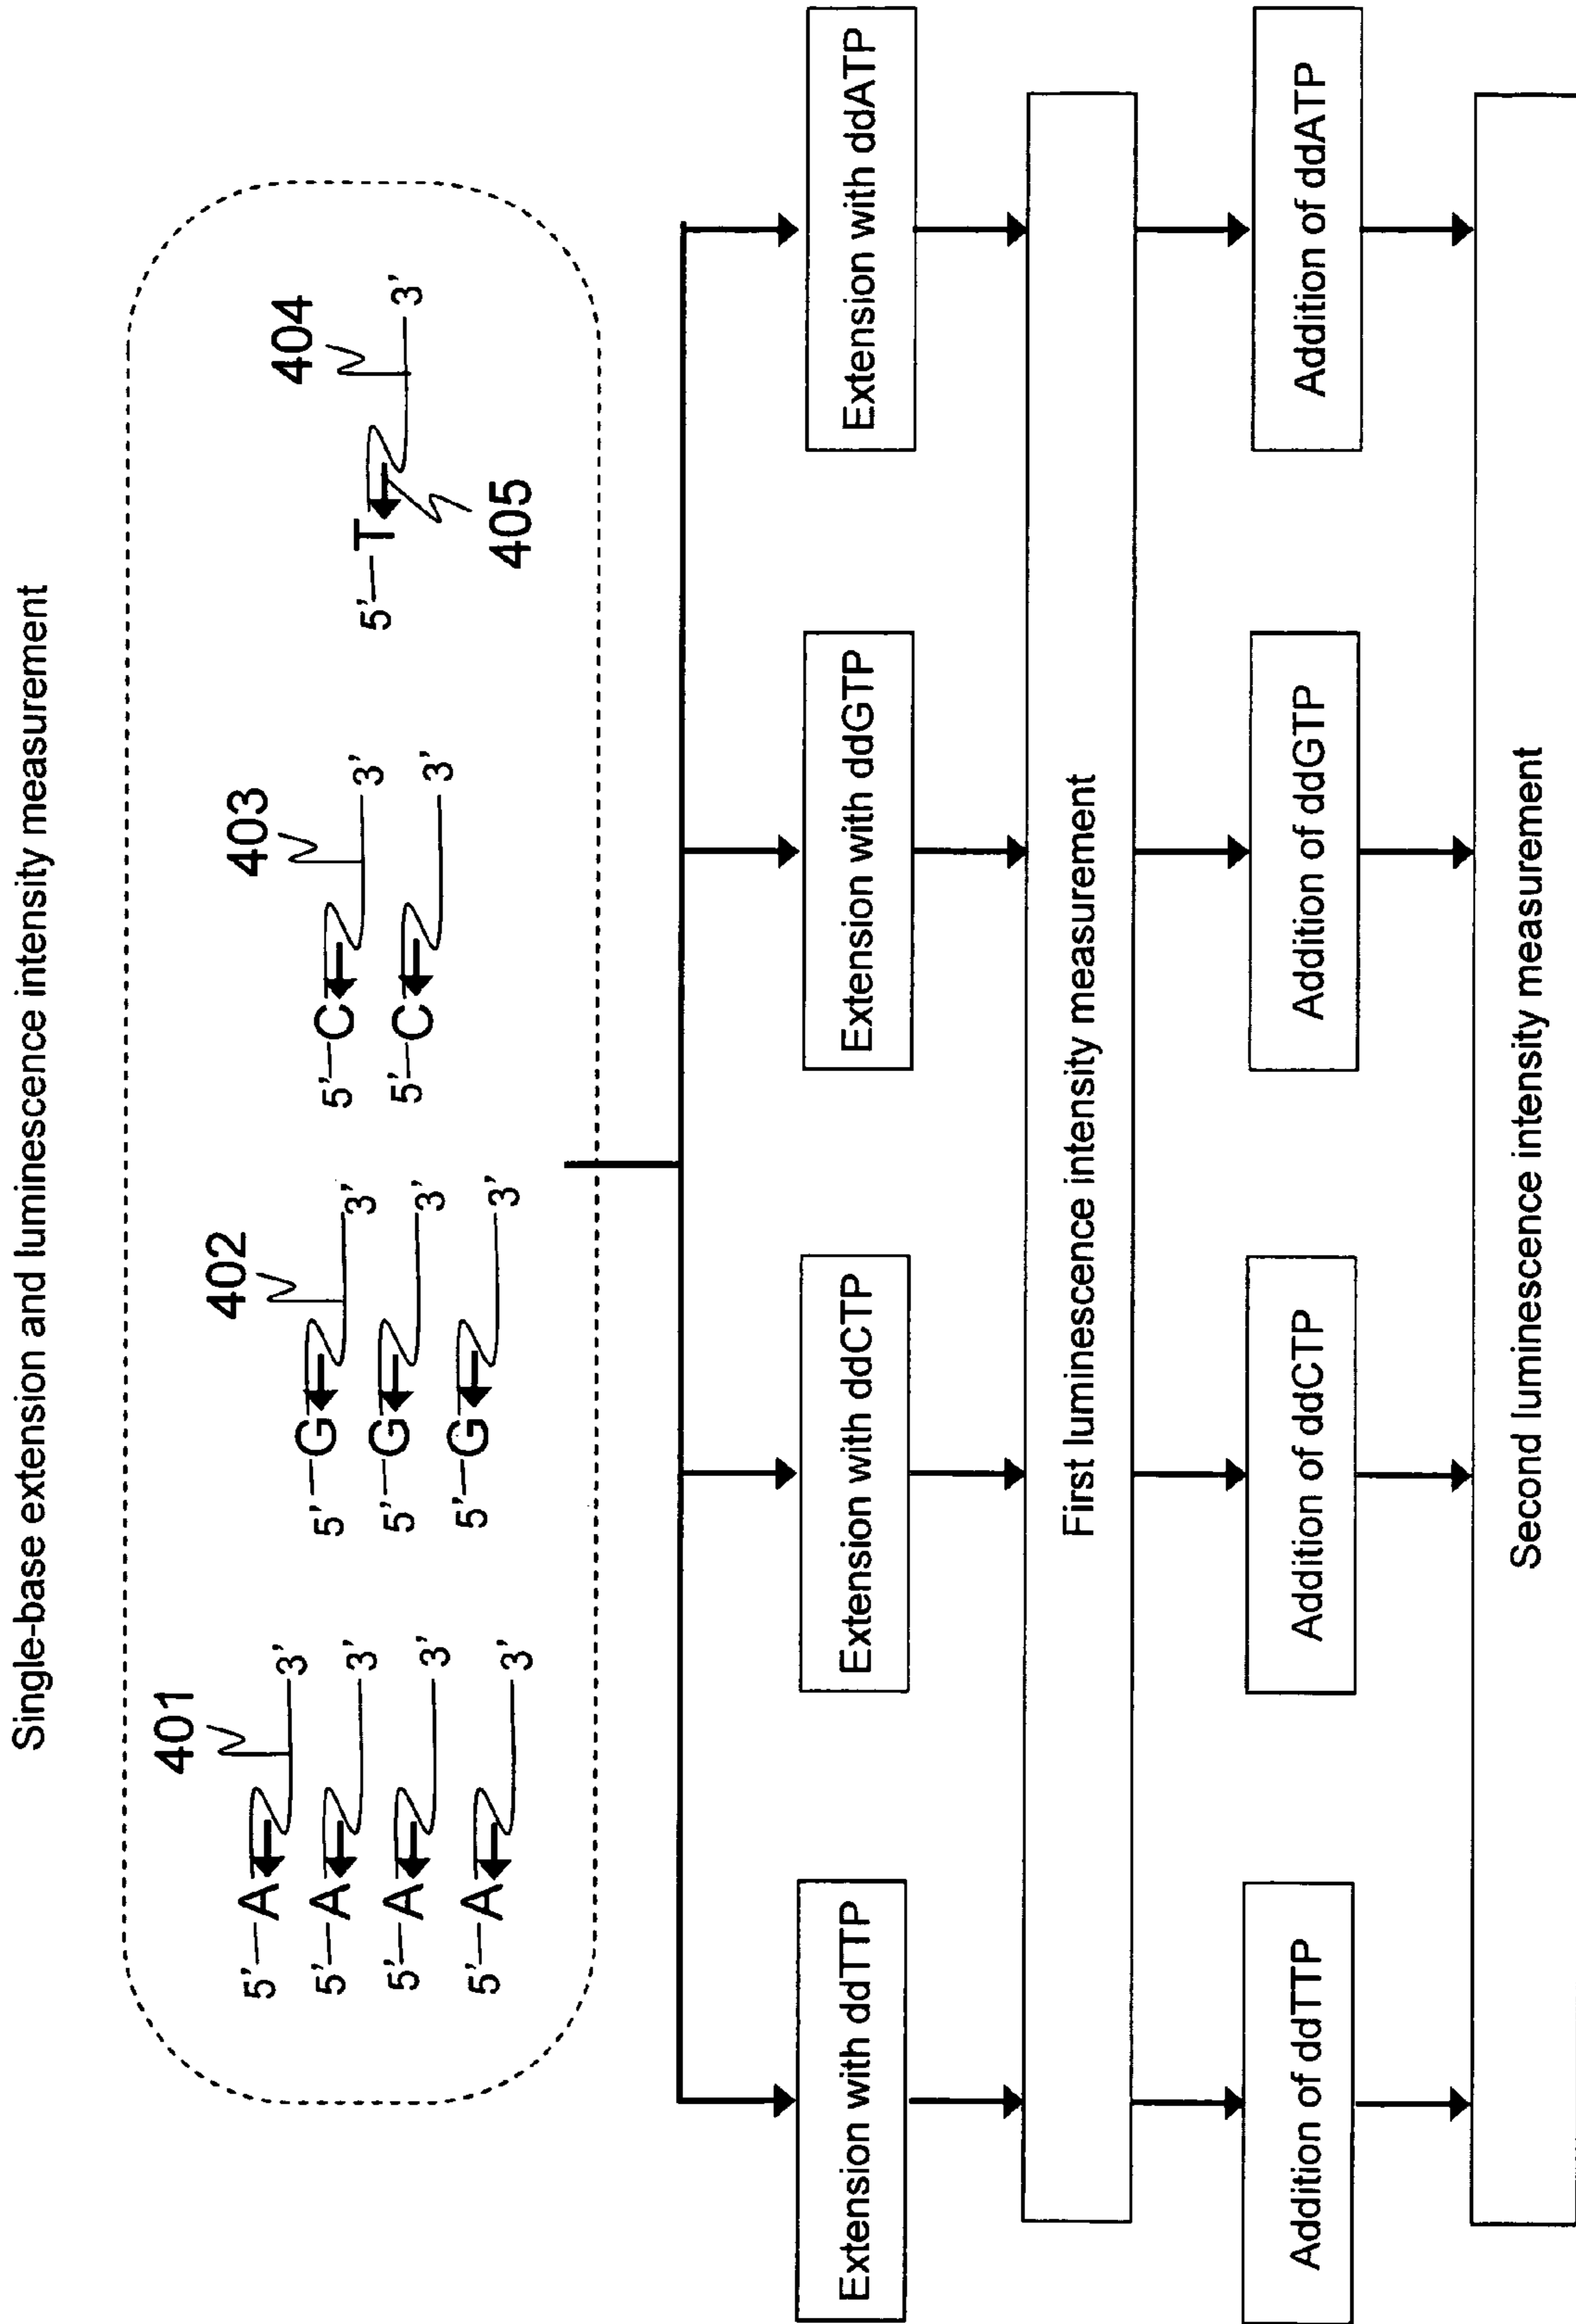 Single-base extension and luminescence intensity measurement
401
402
403
404
5'—A 3'
5'—A 3'
5'—A 3'
5'—A 3'
5'—G 3'
5'—G 3'
5'—G 3'
5'—C 3'
5'—C 3'
5'—T 3'
405
Extension with ddTTP
Extension with ddCTP
Extension with ddGTP
Extension with ddATP
First luminescence intensity measurement
Addition of ddTTP
Addition of ddCTP
Addition of ddGTP
Addition of ddATP
Second luminescence intensity measurement